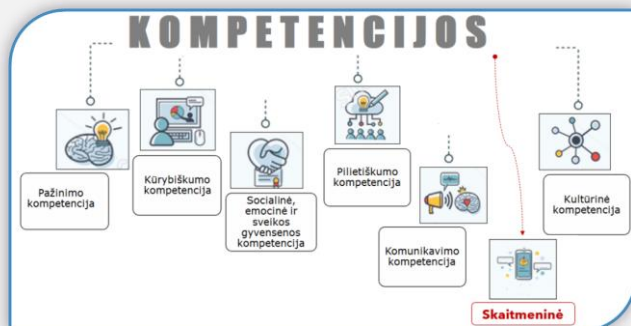 KOMPETENCIJOS
Pažinimo
kompetencija
Kūrybiškumo
kompetencija
Socialinė,
emocinė ir
sveikos
gyvensenos
kompetencija
Pilietiškumo
kompetencija
Komunikavimo
kompetencija
Skaitmeninė
Kultūrinė
kompetencija